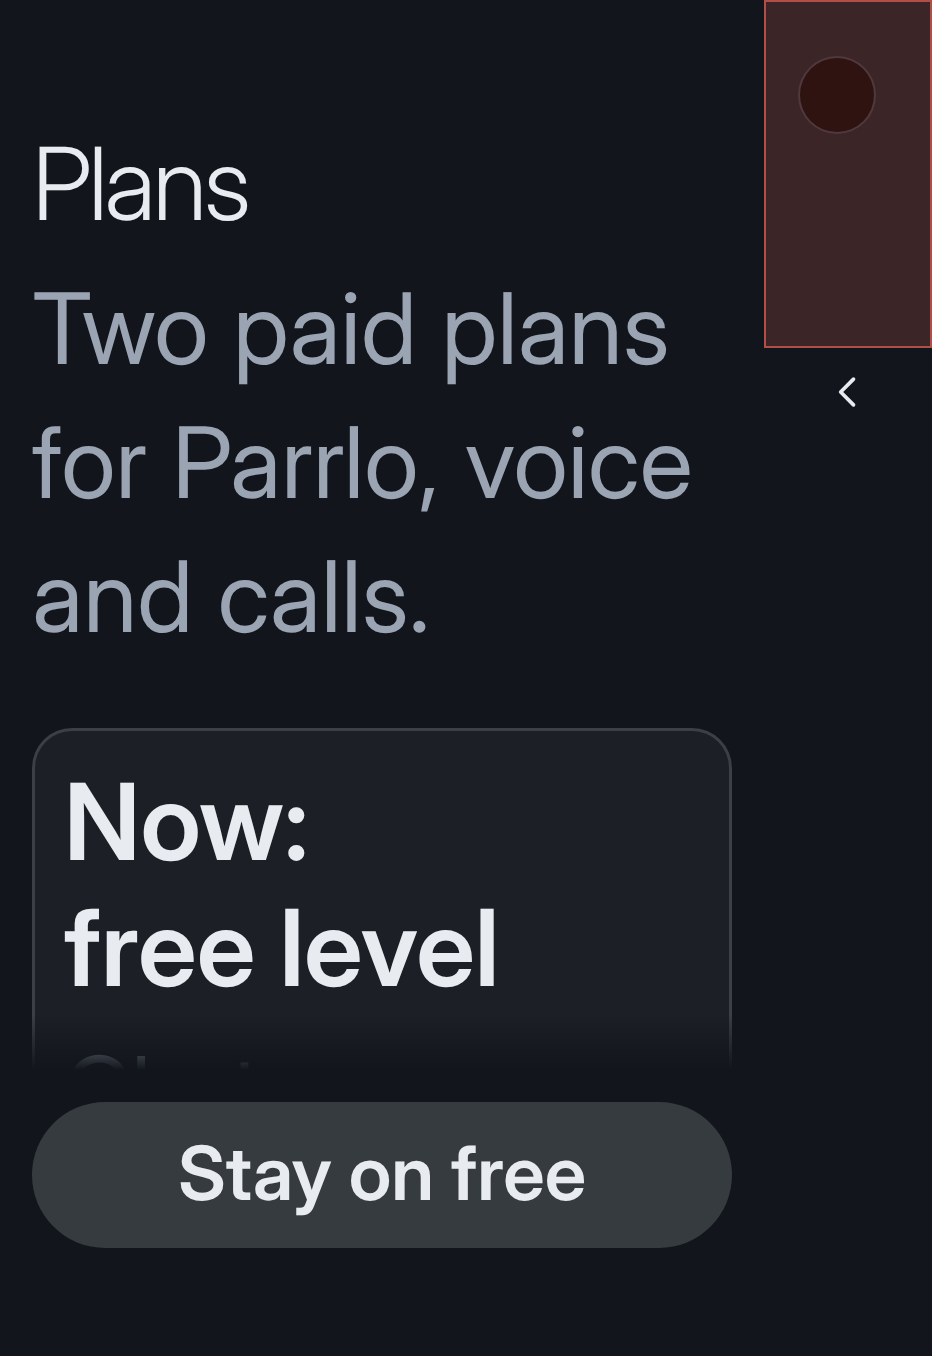 Plans
Two paid plans
for Parrlo, voice
and calls.
Now:
free level
Stay on free